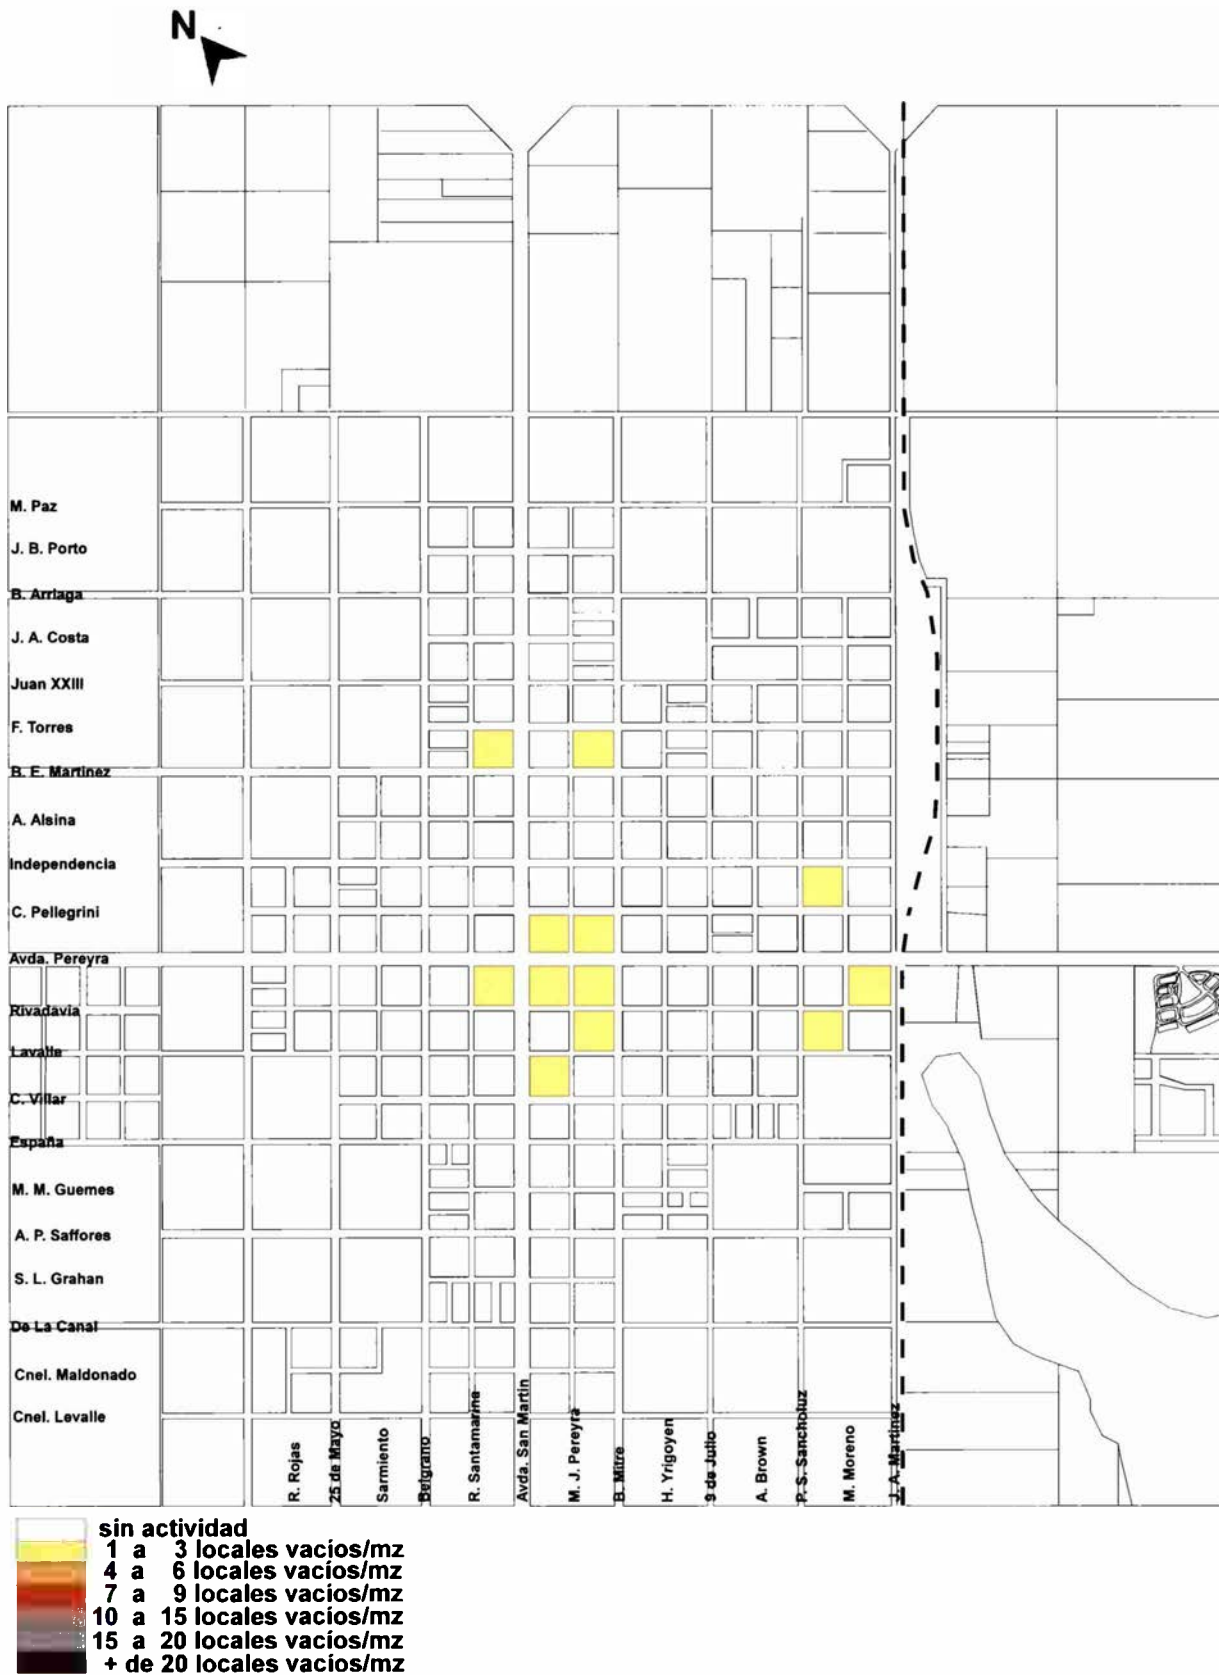 N
M. Paz
J. B. Porto
B. Arriaga
J. A. Costa
Juan XXIII
F. Torres
B. E. Martinez
A. Alsina
Independencia
C. Pellegrini
Avda. Pereyra
Rivadavia
Lavalle
C. Villar
España
M. M. Guemes
A. P. Saffores
S. L. Grahan
De La Canal
Cnel. Maldonado
Cnel. Levalle
R. Rojas
25 de Mayo
Sarmiento
Belgrano
R. Santamarina
Avda. San Martin
M. J. Pereyra
B. Mitre
H. Yrigoyen
9 de Julio
A. Brown
P. S. Sancholuz
M. Moreno
J. A. Martinez
sin actividad
1 a 3 locales vacíos/mz
4 a 6 locales vacíos/mz
7 a 9 locales vacíos/mz
10 a 15 locales vacíos/mz
15 a 20 locales vacíos/mz
+ de 20 locales vacíos/mz